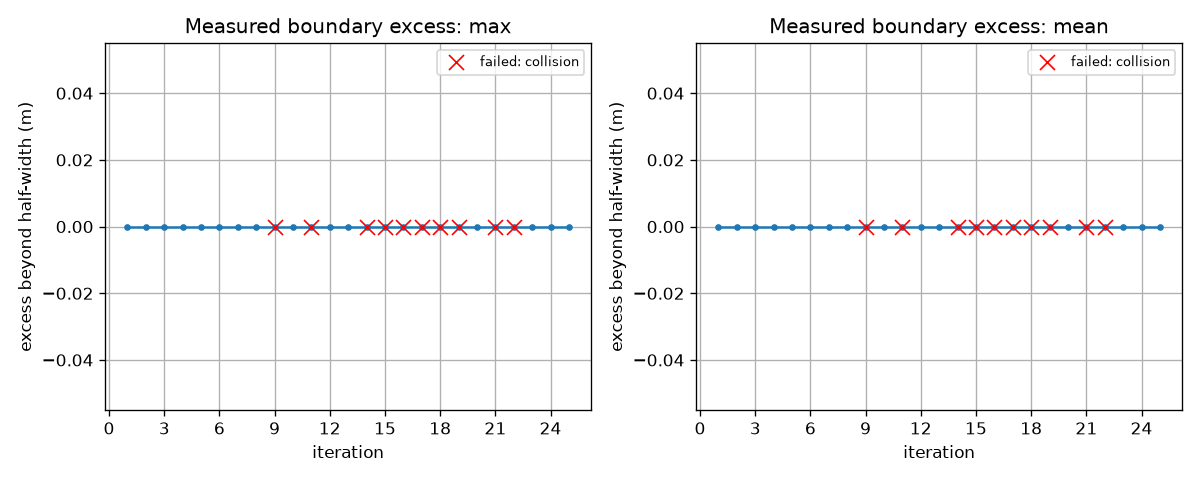 Measured boundary excess: max
failed: collision
excess beyond half-width (m)
0.04
0.02
0.00
−0.02
−0.04
0 3 6 9 12 15 18 21 24
iteration
Measured boundary excess: mean
failed: collision
excess beyond half-width (m)
0.04
0.02
0.00
−0.02
−0.04
0 3 6 9 12 15 18 21 24
iteration